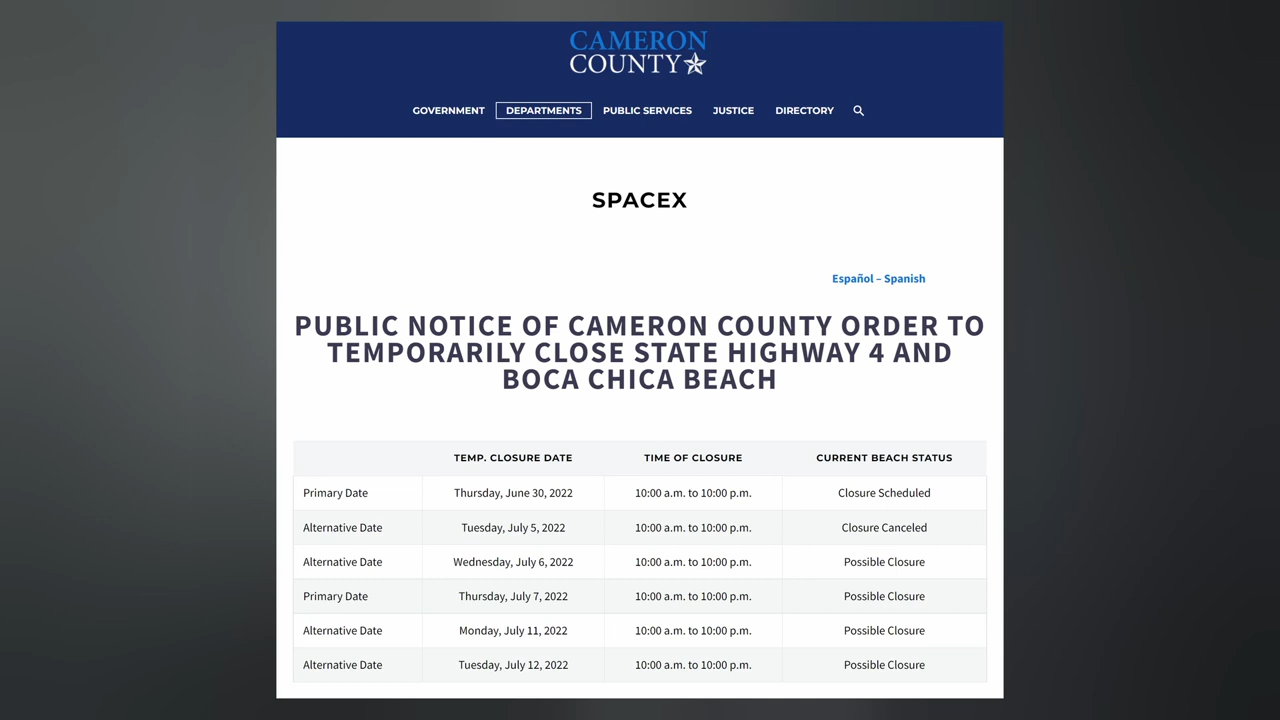 CAMERON
COUNTY
GOVERNMENT DEPARTMENTS PUBLIC SERVICES JUSTICE DIRECTORY
SPACEX
Español – Spanish
PUBLIC NOTICE OF CAMERON COUNTY ORDER TO
TEMPORARILY CLOSE STATE HIGHWAY 4 AND
BOCA CHICA BEACH
TEMP. CLOSURE DATE TIME OF CLOSURE CURRENT BEACH STATUS
Primary Date Thursday, June 30, 2022 10:00 a.m. to 10:00 p.m. Closure Scheduled
Alternative Date Tuesday, July 5, 2022 10:00 a.m. to 10:00 p.m. Closure Canceled
Alternative Date Wednesday, July 6, 2022 10:00 a.m. to 10:00 p.m. Possible Closure
Primary Date Thursday, July 7, 2022 10:00 a.m. to 10:00 p.m. Possible Closure
Alternative Date Monday, July 11, 2022 10:00 a.m. to 10:00 p.m. Possible Closure
Alternative Date Tuesday, July 12, 2022 10:00 a.m. to 10:00 p.m. Possible Closure